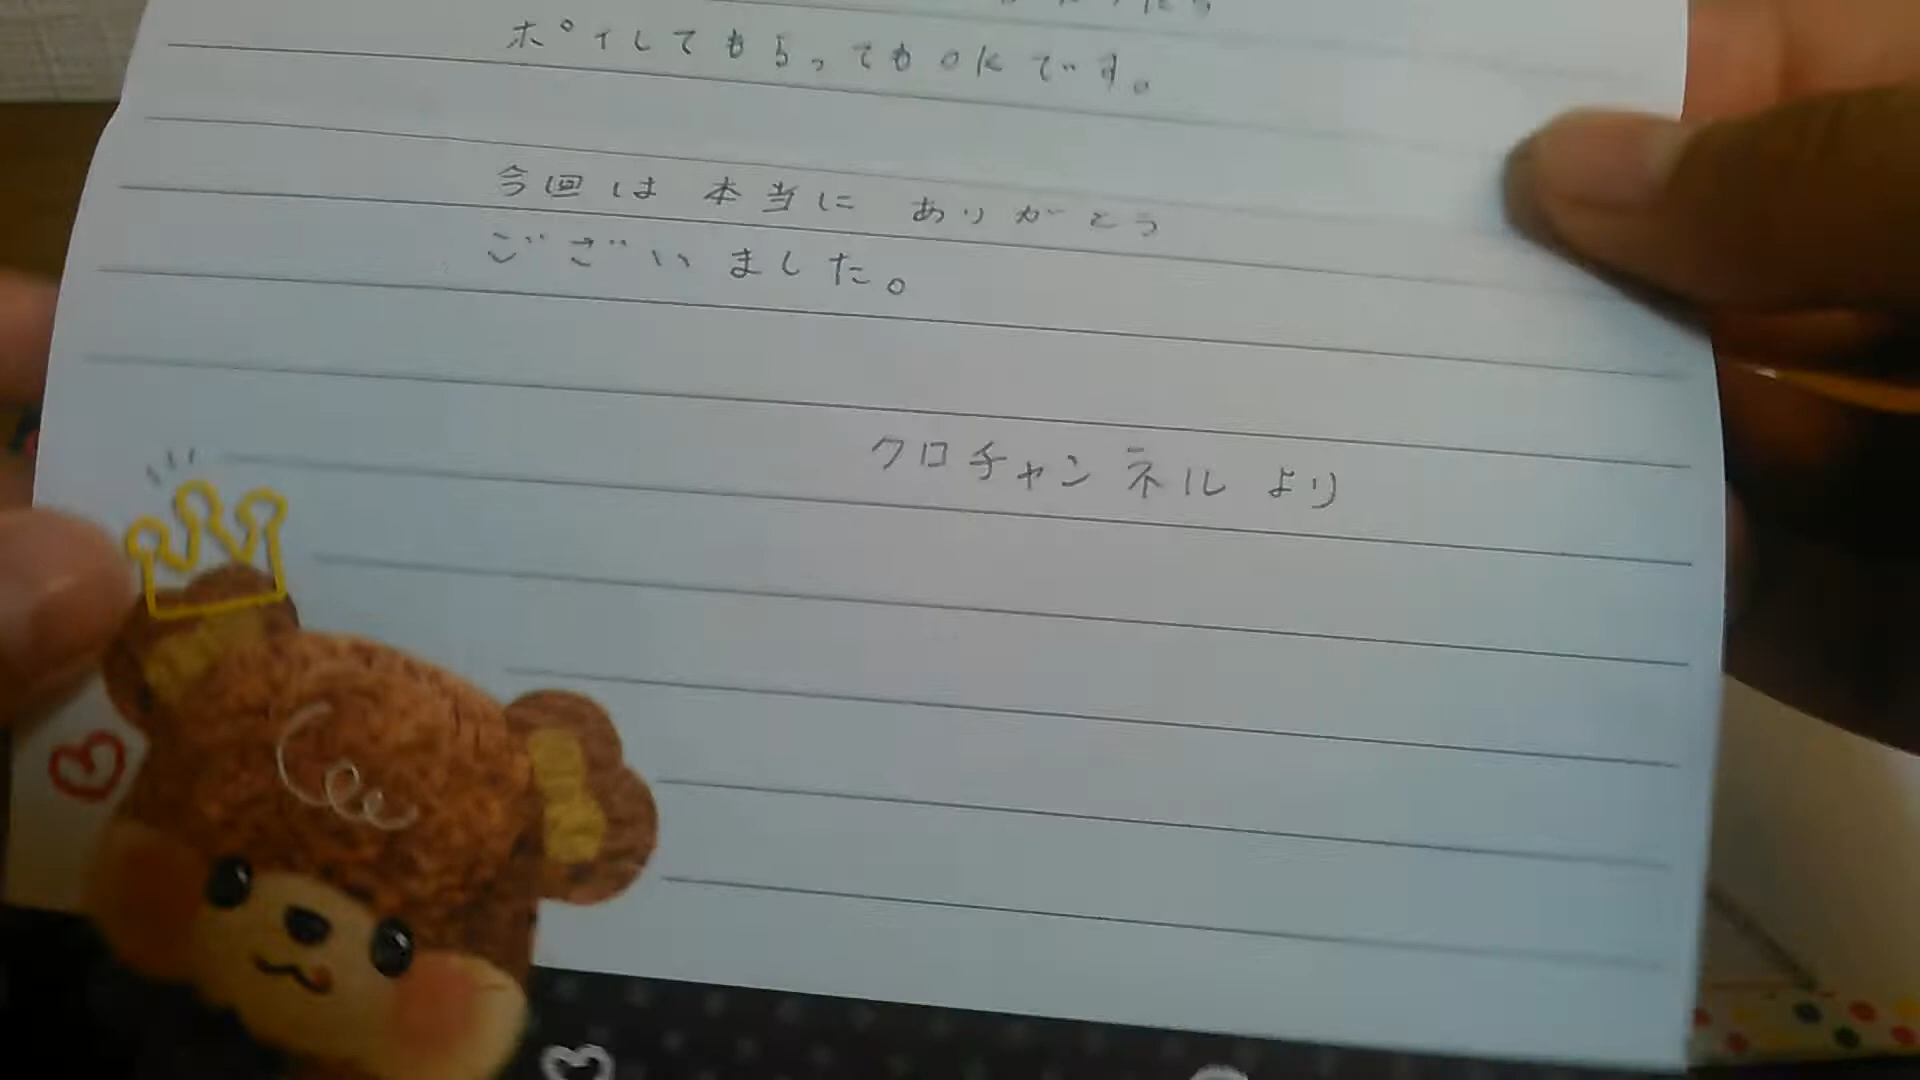 ポイしてもらってもOKです。
今回は 本当に ありがとう
ございました。
クロチャンネルより